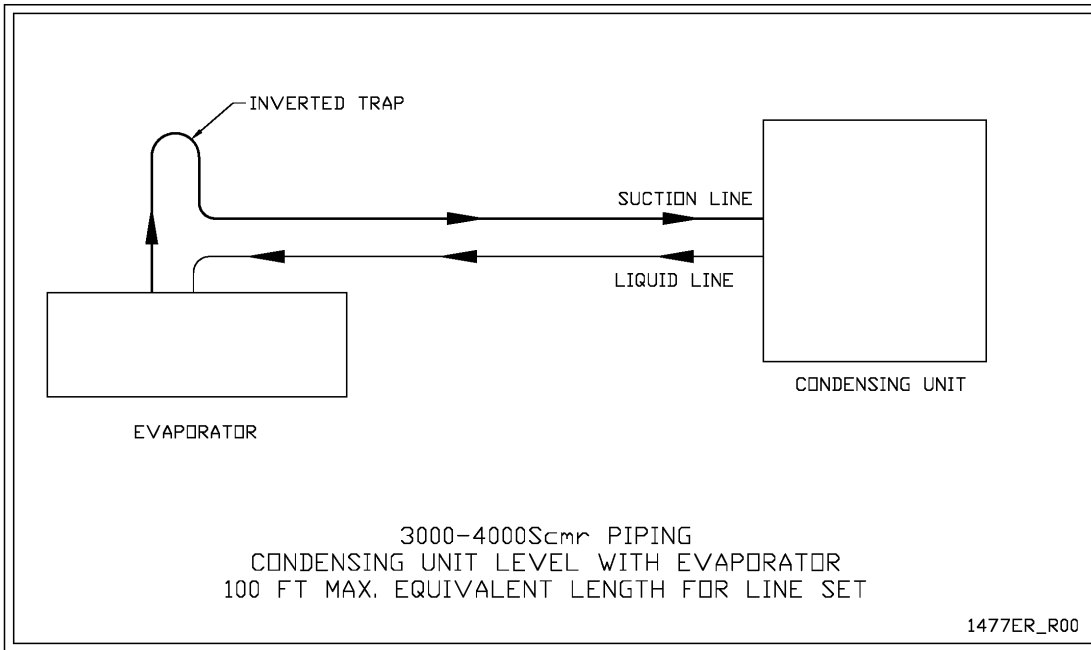 INVERTED TRAP
SUCTION LINE
LIQUID LINE
CONDENSING UNIT
EVAPORATOR
3000-4000Scmr PIPING
CONDENSING UNIT LEVEL WITH EVAPORATOR
100 FT MAX. EQUIVALENT LENGTH FOR LINE SET
1477ER_R00